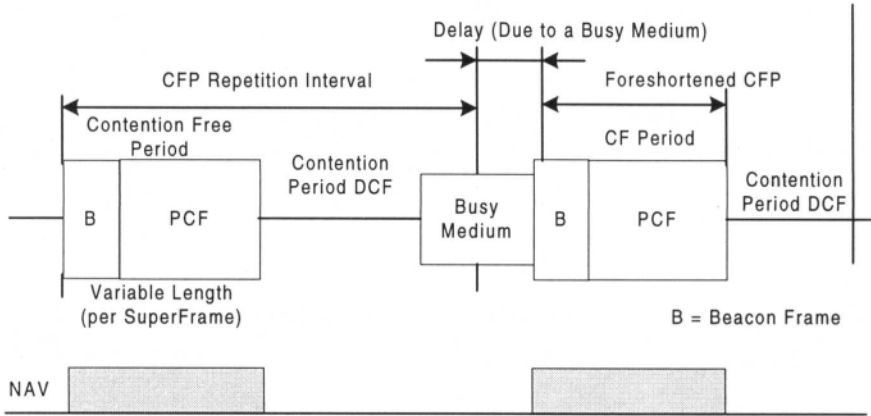 Delay (Due to a Busy Medium)
CFP Repetition Interval
Foreshortened CFP
Contention Free
Period
CF Period
Contention
Period DCF
Contention
Period DCF
B
PCF
Busy
Medium
B
PCF
Variable Length
(per SuperFrame)
B = Beacon Frame
NAV